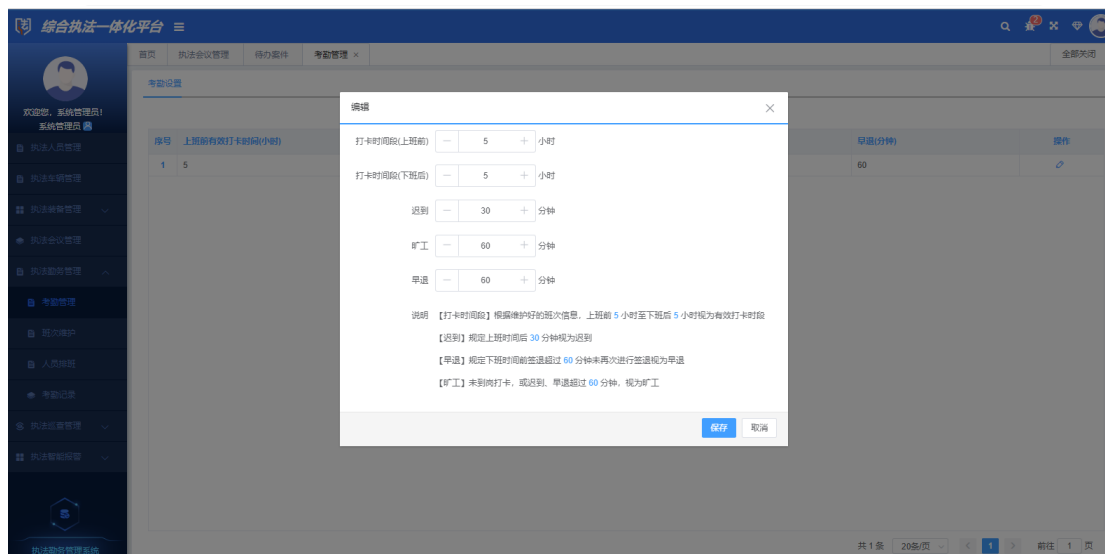 综合执法一体化平台
2
首页 执法会议管理 待办案件 考勤管理 × 全部关闭
考勤设置
欢迎您，系统管理员！
系统管理员
执法人员管理
执法车辆管理
执法装备管理
执法会议管理
执法勤务管理
考勤管理
班次维护
人员排班
考勤记录
执法巡查管理
执法智能报警
执法勤务管理系统
序号 上班前有效打卡时间(小时) 早退(分钟) 操作
1 5 60
编辑
打卡时间段(上班前) 5 小时
打卡时间段(下班后) 5 小时
迟到 30 分钟
旷工 60 分钟
早退 60 分钟
说明 【打卡时间段】根据维护好的班次信息，上班前 5 小时至下班后 5 小时视为有效打卡时段
【迟到】规定上班时间后 30 分钟视为迟到
【早退】规定下班时间前签退超过 60 分钟未再次进行签退视为早退
【旷工】未到岗打卡，或迟到、早退超过 60 分钟，视为旷工
保存 取消
共 1 条 20条/页 1 前往 1 页